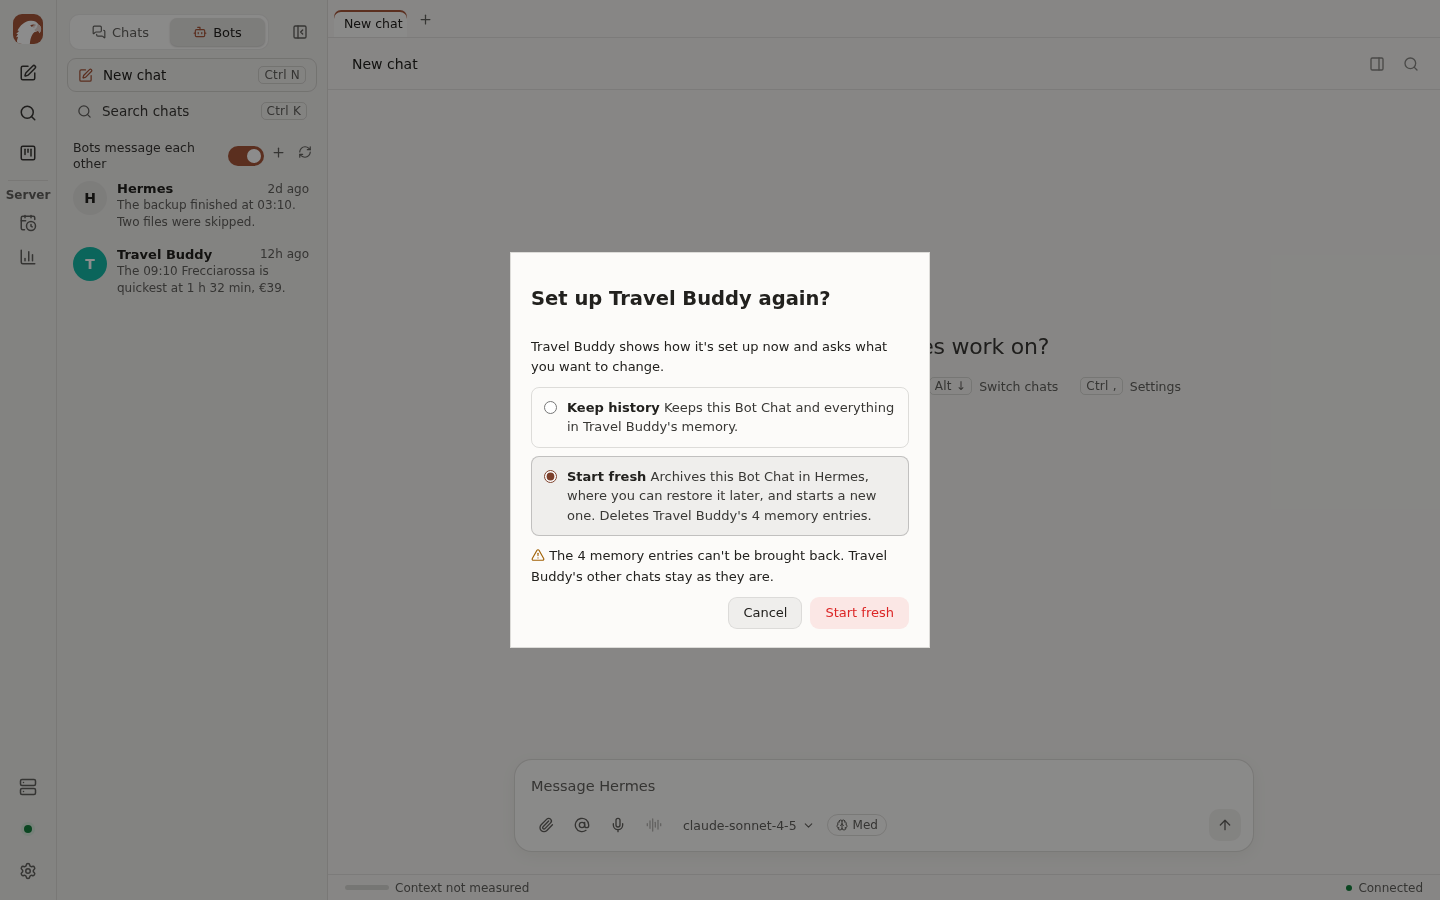 Chats
Bots
New chat
Ctrl N
Search chats
Ctrl K
Bots message each
other
H
Hermes
2d ago
The backup finished at 03:10.
Two files were skipped.
T
Travel Buddy
12h ago
The 09:10 Frecciarossa is
quickest at 1 h 32 min, €39.
Server
New chat
New chat
es work on?
Alt ↓ Switch chats
Ctrl , Settings
Set up Travel Buddy again?
Travel Buddy shows how it's set up now and asks what
you want to change.
Keep history Keeps this Bot Chat and everything
in Travel Buddy's memory.
Start fresh Archives this Bot Chat in Hermes,
where you can restore it later, and starts a new
one. Deletes Travel Buddy's 4 memory entries.
The 4 memory entries can't be brought back. Travel
Buddy's other chats stay as they are.
Cancel
Start fresh
Message Hermes
claude-sonnet-4-5
Med
Context not measured
Connected